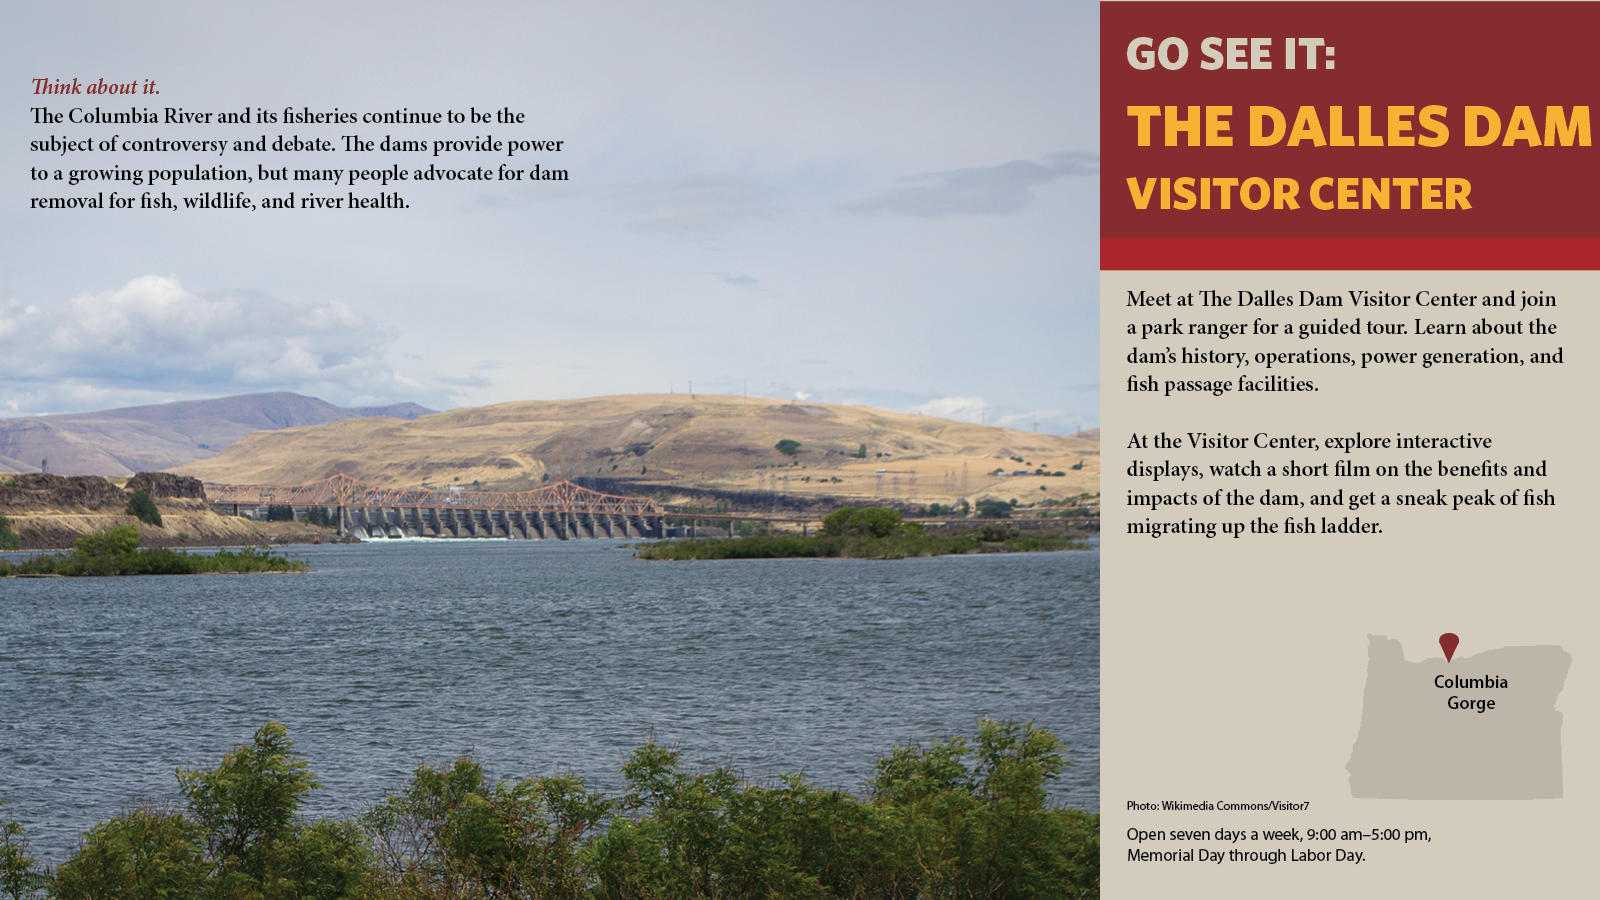 Think about it.
The Columbia River and its fisheries continue to be the
subject of controversy and debate. The dams provide power
to a growing population, but many people advocate for dam
removal for fish, wildlife, and river health.
GO SEE IT:
THE DALLES DAM
VISITOR CENTER
Meet at The Dalles Dam Visitor Center and join
a park ranger for a guided tour. Learn about the
dam’s history, operations, power generation, and
fish passage facilities.
At the Visitor Center, explore interactive
displays, watch a short film on the benefits and
impacts of the dam, and get a sneak peak of fish
migrating up the fish ladder.
Columbia
Gorge
Photo: Wikimedia Commons/Visitor7
Open seven days a week, 9:00 am–5:00 pm,
Memorial Day through Labor Day.